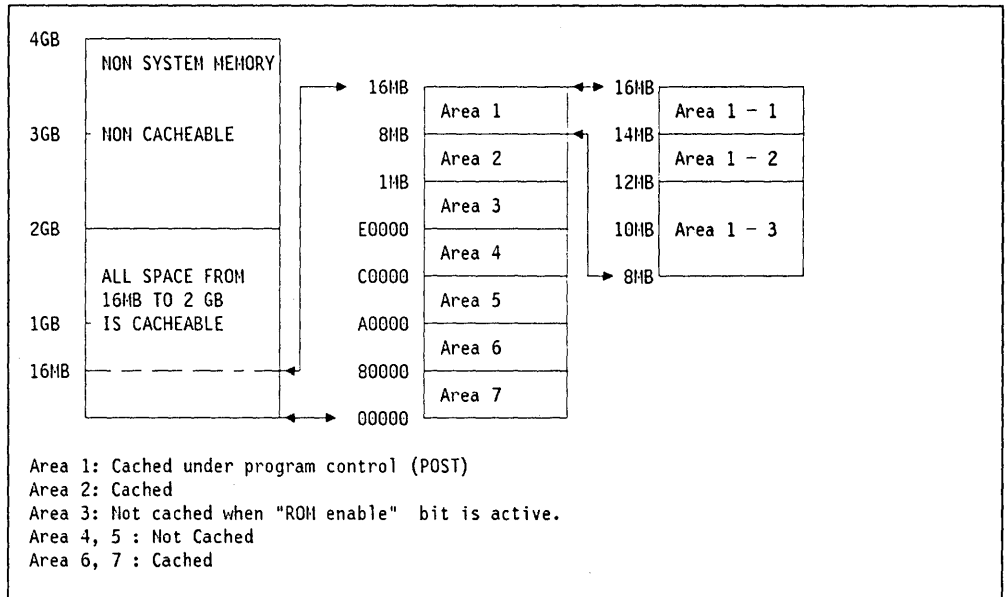 4GB
NON SYSTEM MEMORY
3GB
NON CACHEABLE
2GB
ALL SPACE FROM
16MB TO 2 GB
1GB
IS CACHEABLE
16MB
16MB
Area 1
8MB
Area 2
1MB
Area 3
E0000
Area 4
C0000
Area 5
A0000
Area 6
80000
Area 7
00000
16MB
Area 1 - 1
14MB
Area 1 - 2
12MB
10MB
Area 1 - 3
8MB
Area 1: Cached under program control (POST)
Area 2: Cached
Area 3: Not cached when "ROM enable" bit is active.
Area 4, 5 : Not Cached
Area 6, 7 : Cached